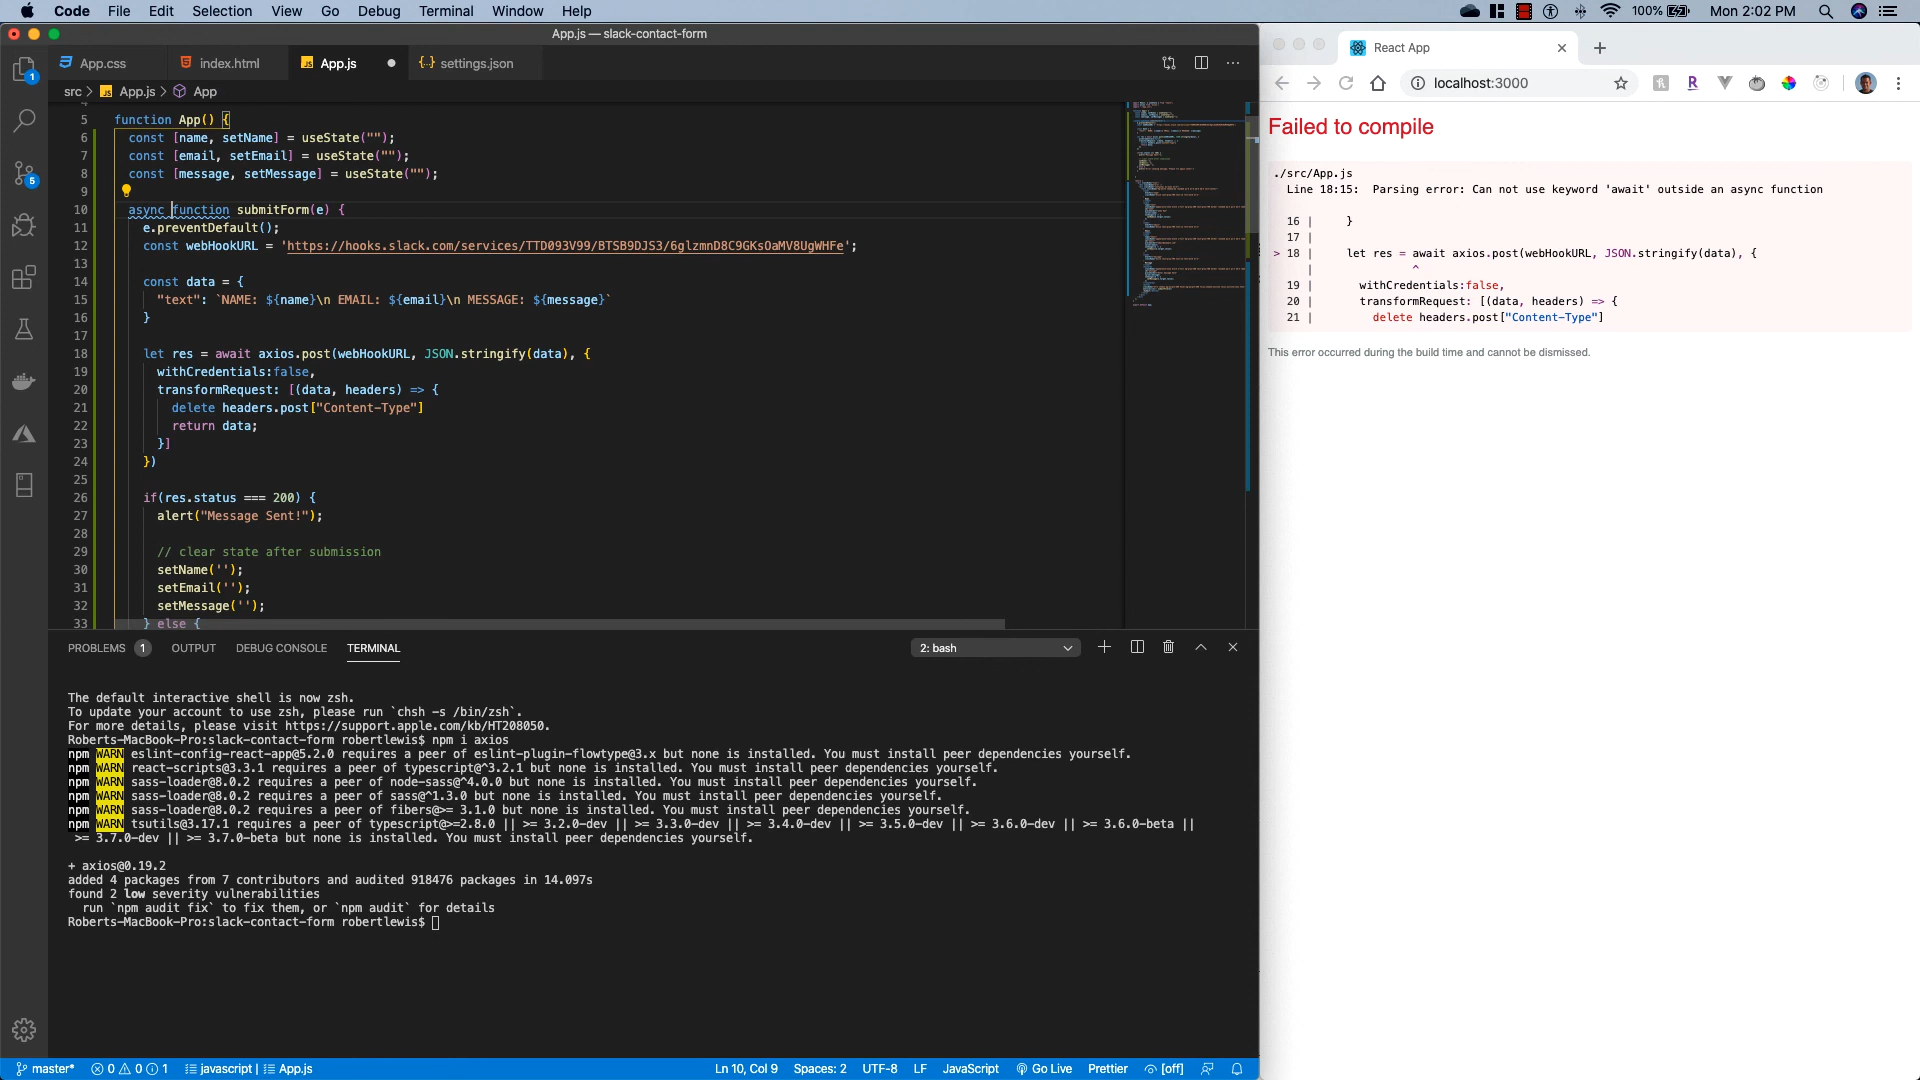 Code File Edit Selection View Go Debug Terminal Window Help
100% Mon 2:02 PM
App.js — slack-contact-form
App.css index.html App.js settings.json
src > App.js > App
4
5 function App() {
6 const [name, setName] = useState("");
7 const [email, setEmail] = useState("");
8 const [message, setMessage] = useState("");
9
10 async function submitForm(e) {
11 e.preventDefault();
12 const webHookURL = 'https://hooks.slack.com/services/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';
13
14 const data = {
15 "text": `NAME: ${name}\n EMAIL: ${email}\n MESSAGE: ${message}`
16 }
17
18 let res = await axios.post(webHookURL, JSON.stringify(data), {
19 withCredentials:false,
20 transformRequest: [(data, headers) => {
21 delete headers.post["Content-Type"]
22 return data;
23 }]
24 })
25
26 if(res.status === 200) {
27 alert("Message Sent!");
28
29 // clear state after submission
30 setName('');
31 setEmail('');
32 setMessage('');
33 } else {
PROBLEMS 1 OUTPUT DEBUG CONSOLE TERMINAL 2: bash
The default interactive shell is now zsh.
To update your account to use zsh, please run `chsh -s /bin/zsh`.
For more details, please visit https://support.apple.com/kb/HT208050.
Roberts-MacBook-Pro:slack-contact-form robertlewis$ npm i axios
npm WARN eslint-config-react-app@5.2.0 requires a peer of eslint-plugin-flowtype@3.x but none is installed. You must install peer dependencies yourself.
npm WARN react-scripts@3.3.1 requires a peer of typescript@^3.2.1 but none is installed. You must install peer dependencies yourself.
npm WARN sass-loader@8.0.2 requires a peer of node-sass@^4.0.0 but none is installed. You must install peer dependencies yourself.
npm WARN sass-loader@8.0.2 requires a peer of sass@^1.3.0 but none is installed. You must install peer dependencies yourself.
npm WARN sass-loader@8.0.2 requires a peer of fibers@>= 3.1.0 but none is installed. You must install peer dependencies yourself.
npm WARN tsutils@3.17.1 requires a peer of typescript@>=2.8.0 || >= 3.2.0-dev || >= 3.3.0-dev || >= 3.4.0-dev || >= 3.5.0-dev || >= 3.6.0-dev || >= 3.6.0-beta ||
>= 3.7.0-dev || >= 3.7.0-beta but none is installed. You must install peer dependencies yourself.
+ axios@0.19.2
added 4 packages from 7 contributors and audited 918476 packages in 14.097s
found 2 low severity vulnerabilities
run `npm audit fix` to fix them, or `npm audit` for details
Roberts-MacBook-Pro:slack-contact-form robertlewis$
1
5
master* 0 0 1 javascript | App.js Ln 10, Col 9 Spaces: 2 UTF-8 LF JavaScript Go Live Prettier [off]
React App
localhost:3000
Failed to compile
./src/App.js
Line 18:15: Parsing error: Can not use keyword 'await' outside an async function
16 | }
17 |
> 18 | let res = await axios.post(webHookURL, JSON.stringify(data), {
| ^
19 | withCredentials:false,
20 | transformRequest: [(data, headers) => {
21 | delete headers.post["Content-Type"]
This error occurred during the build time and cannot be dismissed.